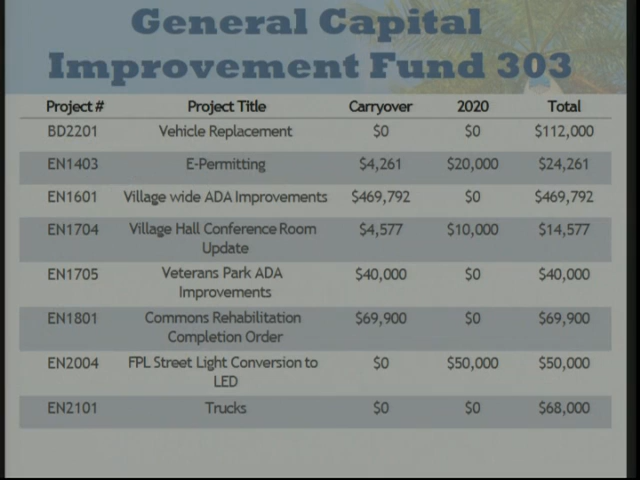 General Capital
Improvement Fund 303
Project # Project Title Carryover 2020 Total
BD2201 Vehicle Replacement $0 $0 $112,000
EN1403 E-Permitting $4,261 $20,000 $24,261
EN1601 Village wide ADA Improvements $469,792 $0 $469,792
EN1704 Village Hall Conference Room $4,577 $10,000 $14,577
Update
EN1705 Veterans Park ADA $40,000 $0 $40,000
Improvements
EN1801 Commons Rehabilitation $69,900 $0 $69,900
Completion Order
EN2004 FPL Street Light Conversion to $0 $50,000 $50,000
LED
EN2101 Trucks $0 $0 $68,000